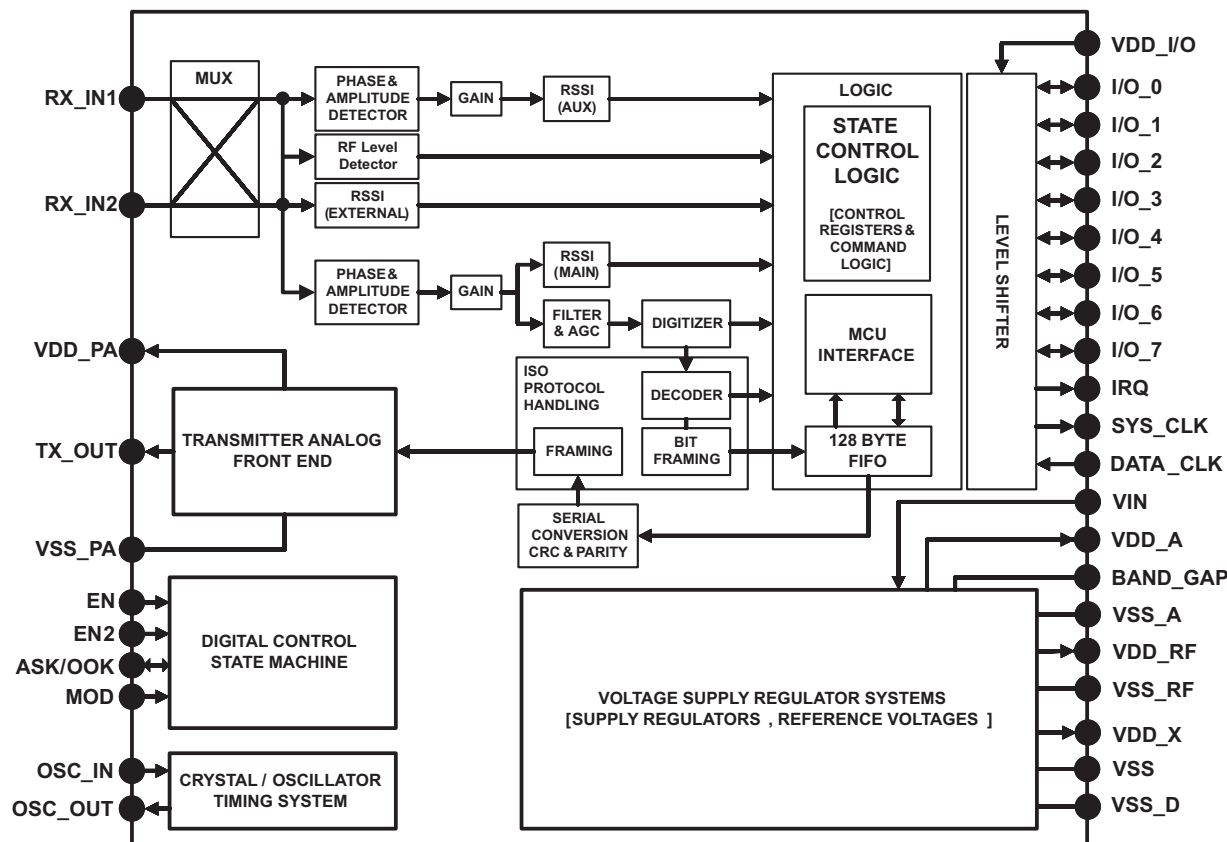 RX_IN1
RX_IN2
VDD_PA
TX_OUT
VSS_PA
EN
EN2
ASK/OOK
MOD
OSC_IN
OSC_OUT
MUX
PHASE &
AMPLITUDE
DETECTOR
GAIN
RSSI
(AUX)
RF Level
Detector
RSSI
(EXTERNAL)
PHASE &
AMPLITUDE
DETECTOR
GAIN
RSSI
(MAIN)
FILTER
& AGC
DIGITIZER
ISO
PROTOCOL
HANDLING
DECODER
FRAMING
BIT
FRAMING
SERIAL
CONVERSION
CRC & PARITY
TRANSMITTER ANALOG
FRONT END
DIGITAL CONTROL
STATE MACHINE
CRYSTAL / OSCILLATOR
TIMING SYSTEM
LOGIC
STATE
CONTROL
LOGIC
[CONTROL
REGISTERS &
COMMAND
LOGIC]
MCU
INTERFACE
128 BYTE
FIFO
LEVEL SHIFTER
VOLTAGE SUPPLY REGULATOR SYSTEMS
[SUPPLY REGULATORS , REFERENCE VOLTAGES ]
VDD_I/O
I/O_0
I/O_1
I/O_2
I/O_3
I/O_4
I/O_5
I/O_6
I/O_7
IRQ
SYS_CLK
DATA_CLK
VIN
VDD_A
BAND_GAP
VSS_A
VDD_RF
VSS_RF
VDD_X
VSS
VSS_D